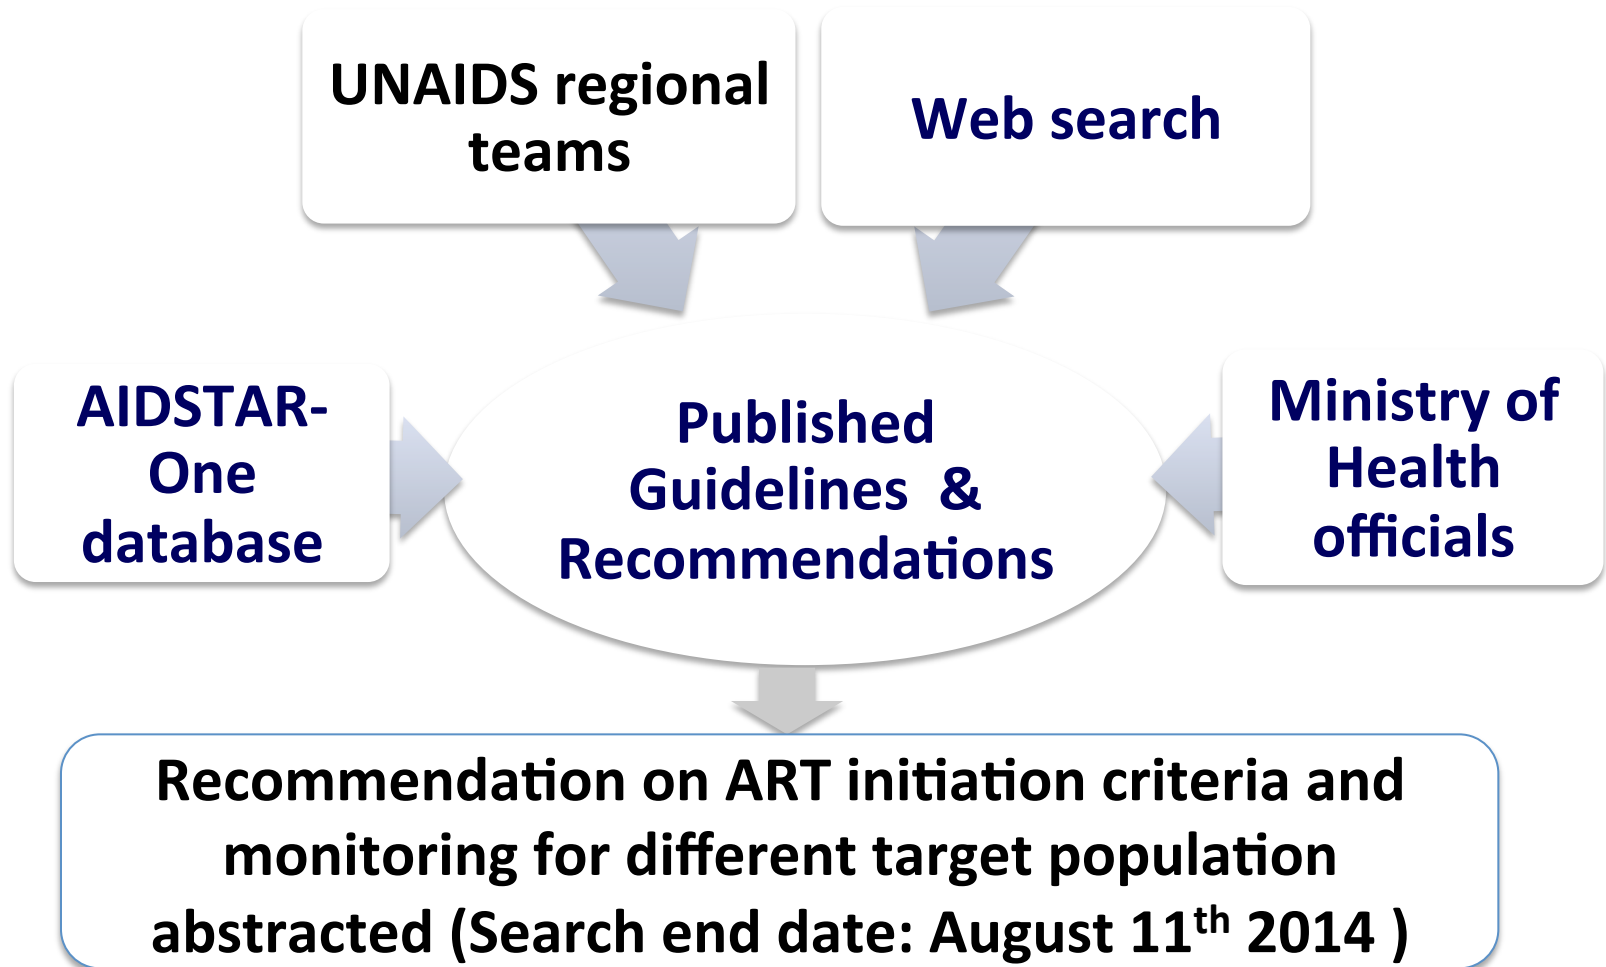 UNAIDS regional
teams
Web search
AIDSTAR-
One
database
Published
Guidelines  &
Recommendations
Ministry of
Health
officials
Recommendation on ART initiation criteria and
monitoring for different target population
abstracted (Search end date: August 11th 2014 )